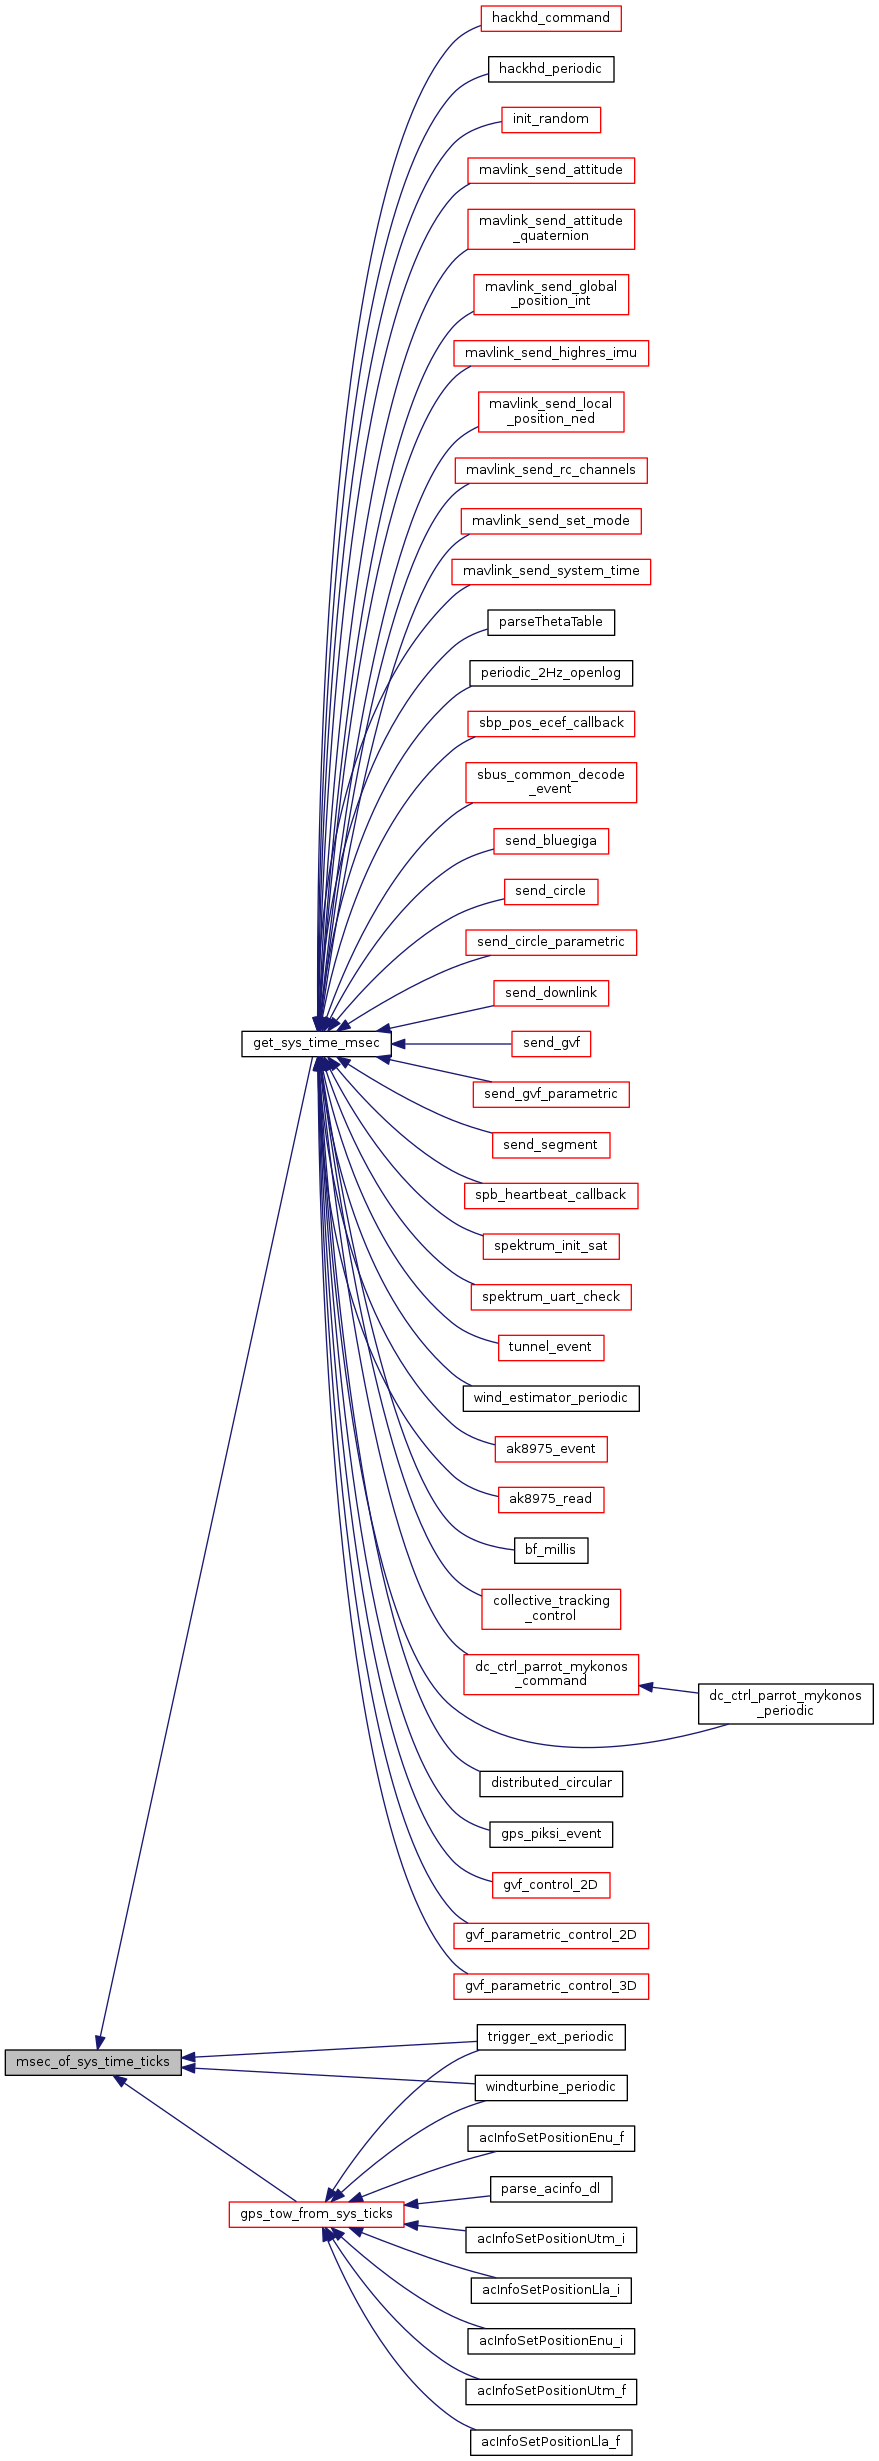 hackhd_command
hackhd_periodic
init_random
mavlink_send_attitude
mavlink_send_attitude
_quaternion
mavlink_send_global
_position_int
mavlink_send_highres_imu
mavlink_send_local
_position_ned
mavlink_send_rc_channels
mavlink_send_set_mode
mavlink_send_system_time
parseThetaTable
periodic_2Hz_openlog
sbp_pos_ecef_callback
sbus_common_decode
_event
send_bluegiga
send_circle
send_circle_parametric
send_downlink
get_sys_time_msec
send_gvf
send_gvf_parametric
send_segment
spb_heartbeat_callback
spektrum_init_sat
spektrum_uart_check
tunnel_event
wind_estimator_periodic
ak8975_event
ak8975_read
bf_millis
collective_tracking
_control
dc_ctrl_parrot_mykonos
_command
dc_ctrl_parrot_mykonos
_periodic
distributed_circular
gps_piksi_event
gvf_control_2D
gvf_parametric_control_2D
gvf_parametric_control_3D
trigger_ext_periodic
msec_of_sys_time_ticks
windturbine_periodic
acInfoSetPositionEnu_f
parse_acinfo_dl
gps_tow_from_sys_ticks
acInfoSetPositionUtm_i
acInfoSetPositionLla_i
acInfoSetPositionEnu_i
acInfoSetPositionUtm_f
acInfoSetPositionLla_f